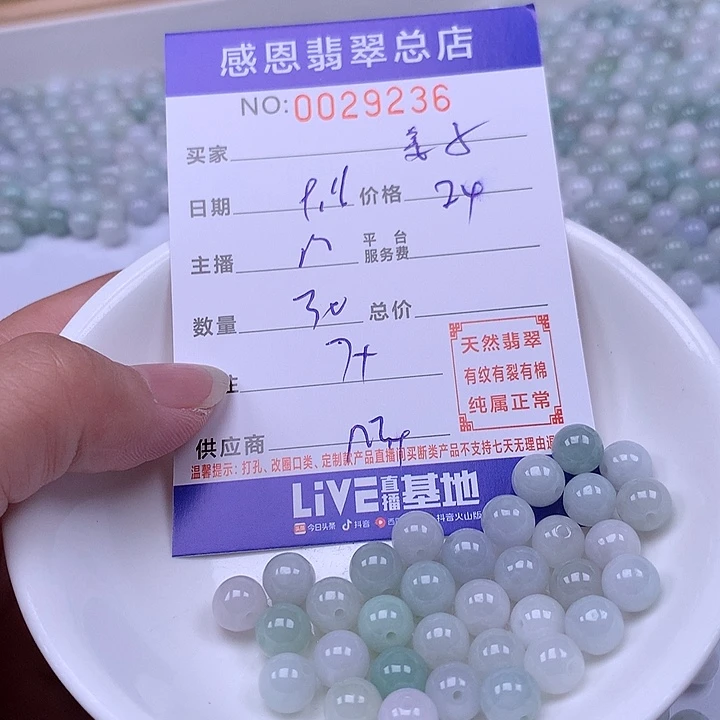 感恩翡翠总店
NO:0029236
买家
日期 价格 24
主播 平台服务费
数量 30 总价
注 7+
供应商
天然翡翠
有纹有裂有棉
纯属正常
温馨提示:打孔、改圈口类、定制款产品直播间买断类产品不支持七天无理由退
LiVE直播基地
今日头条 抖音 西 抖音火山版